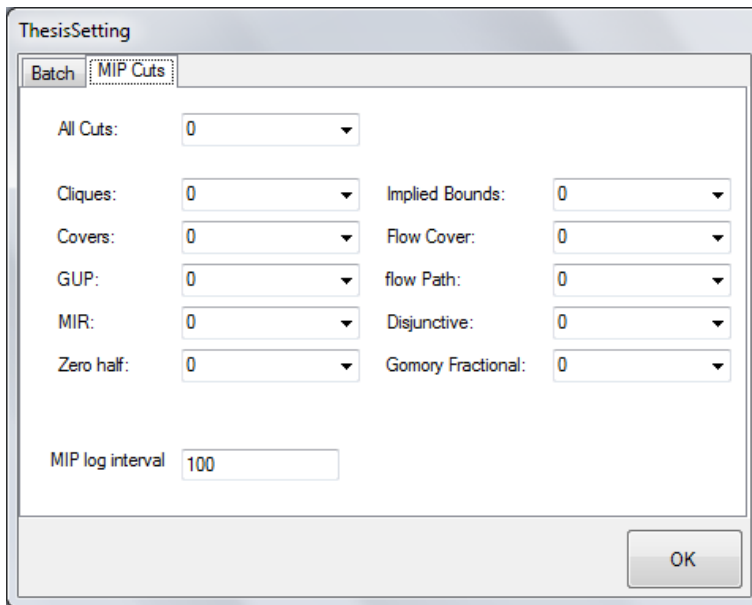 ThesisSetting
Batch MIP Cuts
All Cuts: 0
Cliques: 0 Implied Bounds: 0
Covers: 0 Flow Cover: 0
GUP: 0 flow Path: 0
MIR: 0 Disjunctive: 0
Zero half: 0 Gomory Fractional: 0
MIP log interval 100
OK